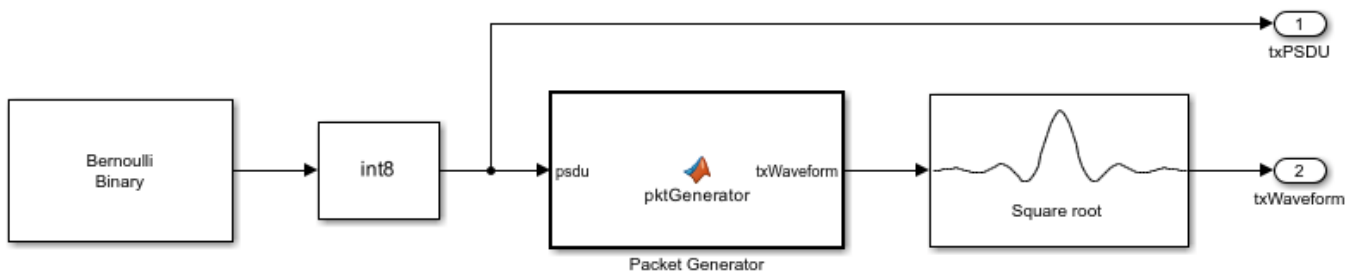 1
txPSDU
Bernoulli
Binary
int8
psdu
pktGenerator
txWaveform
Packet Generator
Square root
2
txWaveform